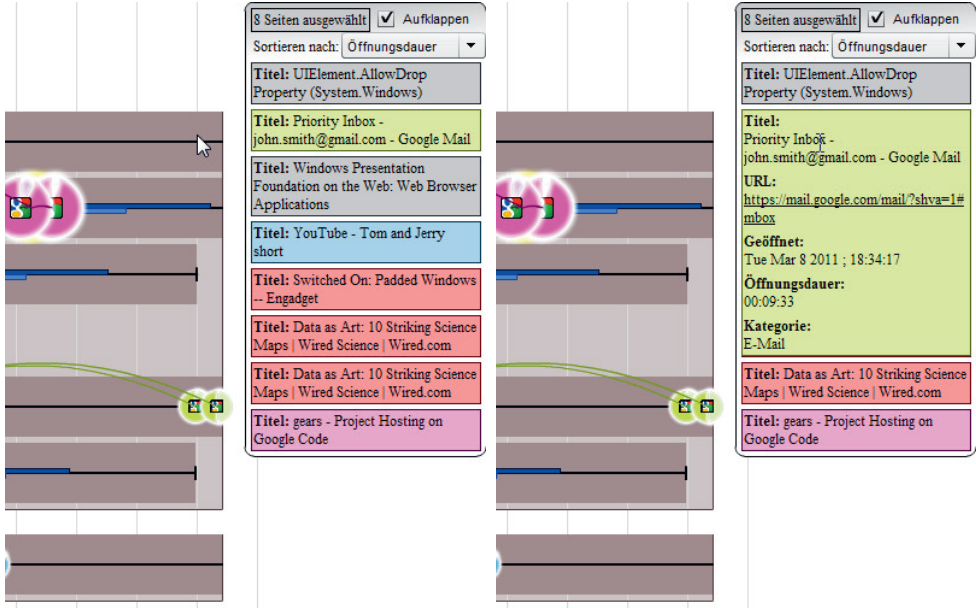 8 Seiten ausgewählt Aufklappen
Sortieren nach: Öffnungsdauer
Titel: UIElement.AllowDrop
Property (System.Windows)
Titel: Priority Inbox -
john.smith@gmail.com - Google Mail
Titel: Windows Presentation
Foundation on the Web: Web Browser
Applications
Titel: YouTube - Tom and Jerry
short
Titel: Switched On: Padded Windows
-- Engadget
Titel: Data as Art: 10 Striking Science
Maps | Wired Science | Wired.com
Titel: Data as Art: 10 Striking Science
Maps | Wired Science | Wired.com
Titel: gears - Project Hosting on
Google Code
8 Seiten ausgewählt Aufklappen
Sortieren nach: Öffnungsdauer
Titel: UIElement.AllowDrop
Property (System.Windows)
Titel:
Priority Inbox -
john.smith@gmail.com - Google Mail
URL:
https://mail.google.com/mail/?shva=1#
mbox
Geöffnet:
Tue Mar 8 2011 ; 18:34:17
Öffnungsdauer:
00:09:33
Kategorie:
E-Mail
Titel: Data as Art: 10 Striking Science
Maps | Wired Science | Wired.com
Titel: gears - Project Hosting on
Google Code